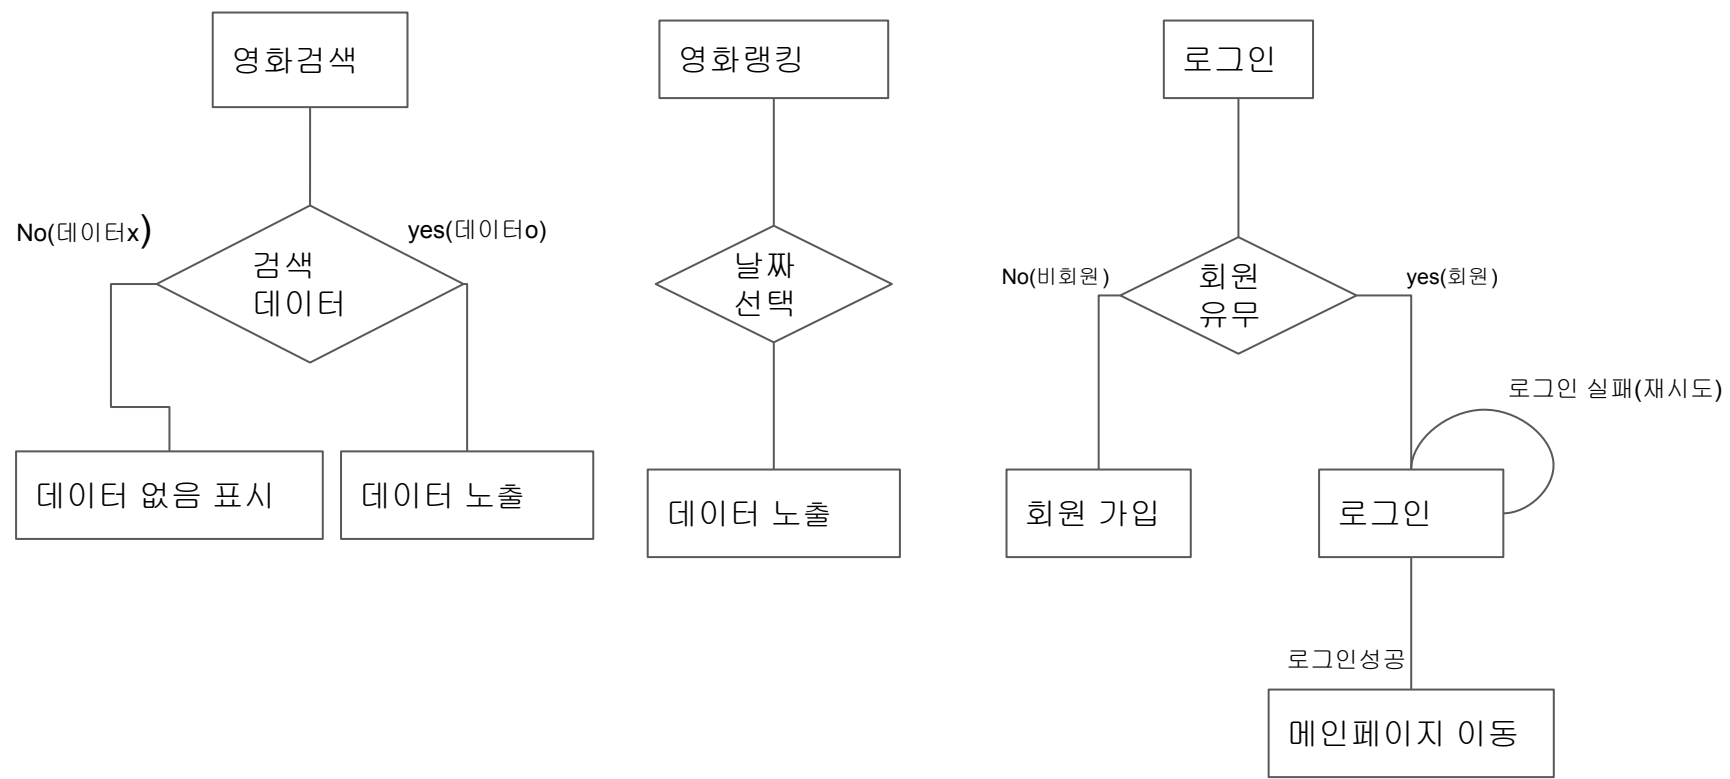 영화검색
No(데이터x)
yes(데이터o)
검색
데이터
데이터 없음 표시
데이터 노출
영화랭킹
날짜
선택
데이터 노출
로그인
No(비회원)
yes(회원)
회원
유무
로그인 실패(재시도)
회원 가입
로그인
로그인성공
메인페이지 이동